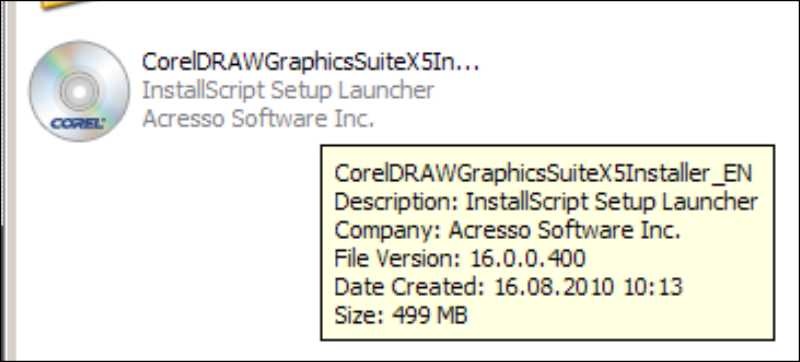 CorelDRAWGraphicsSuiteX5In...
InstallScript Setup Launcher
COREL
Acresso Software Inc.
CorelDRAWGraphicsSuiteX5Installer_EN
Description: InstallScript Setup Launcher
Company: Acresso Software Inc.
File Version: 16.0.0.400
Date Created: 16.08.2010 10:13
Size: 499 MB